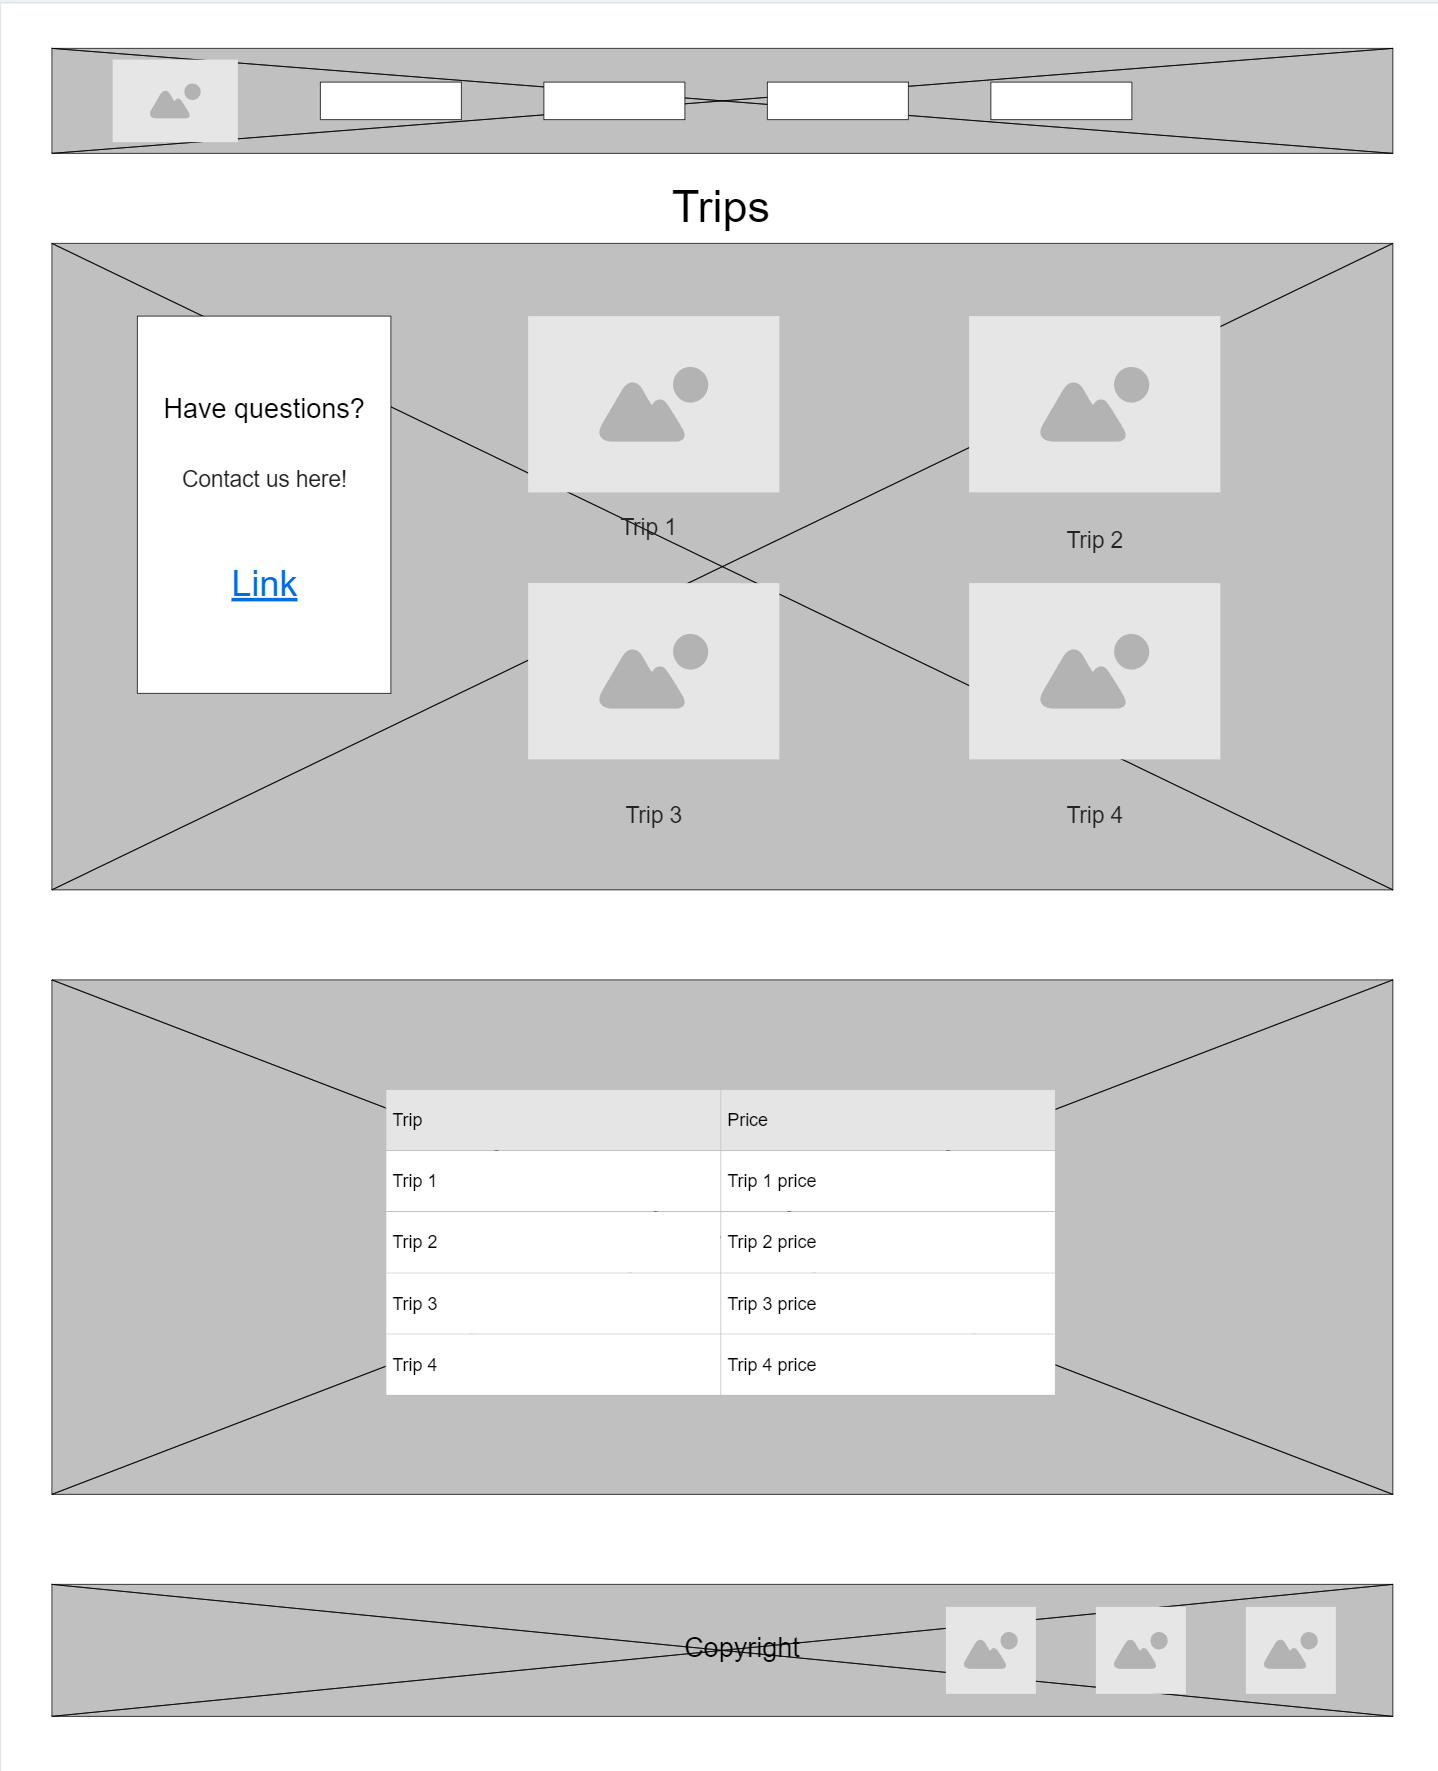 Trips
Have questions?
Contact us here!
Link
Trip 1
Trip 2
Trip 3
Trip 4
Trip Price
Trip 1 Trip 1 price
Trip 2 Trip 2 price
Trip 3 Trip 3 price
Trip 4 Trip 4 price
Copyright